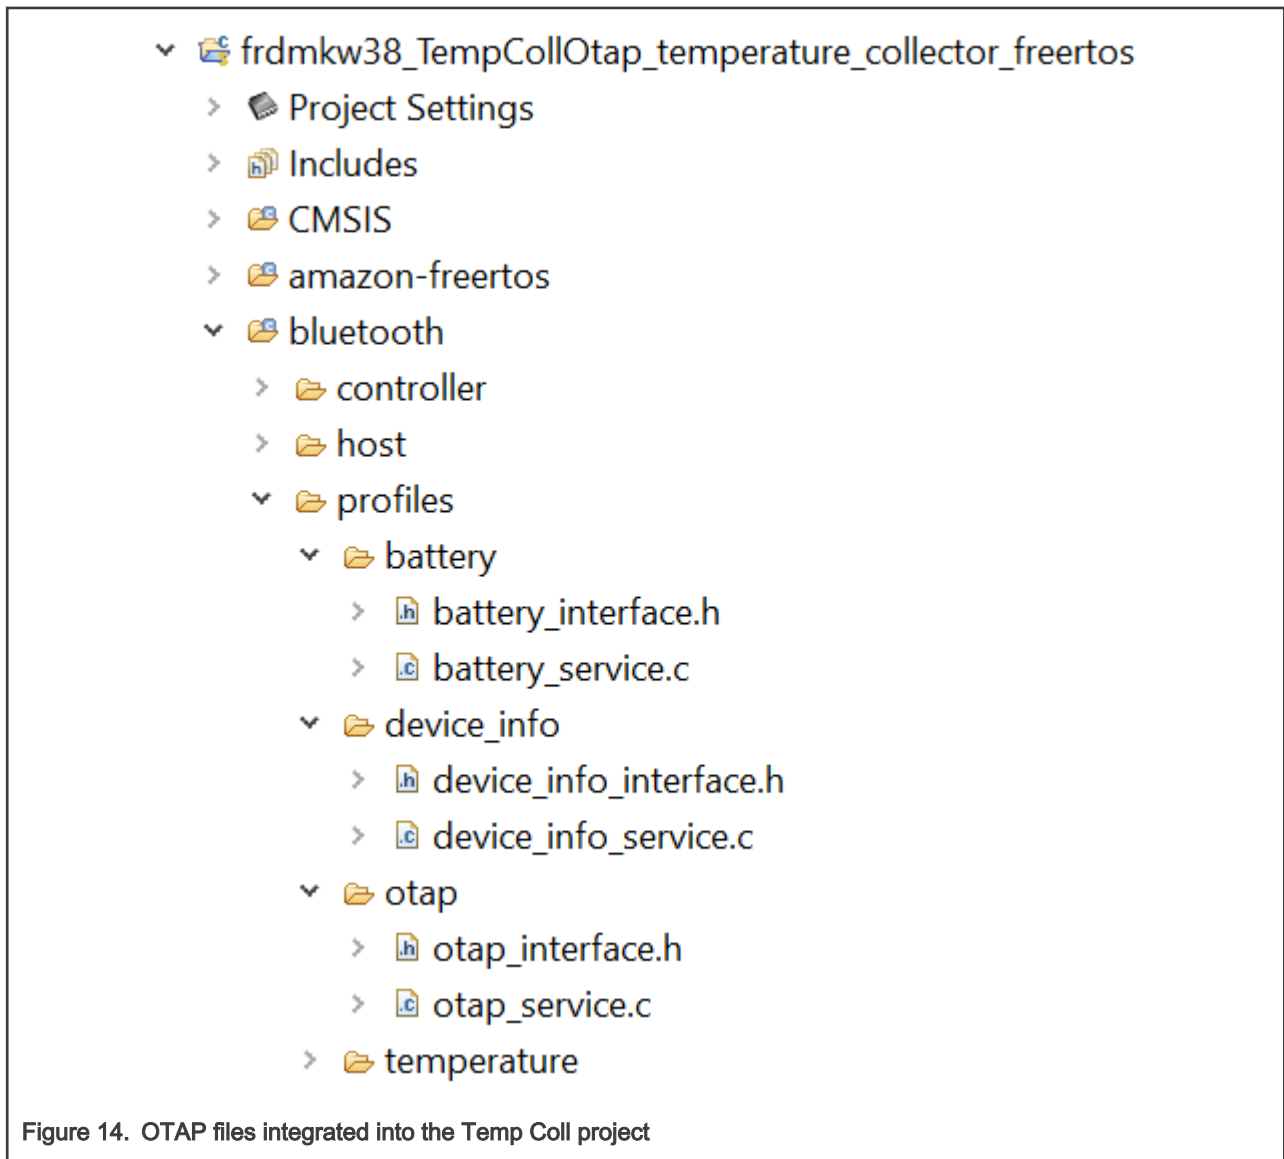 frdmkw38_TempCollOtap_temperature_collector_freertos
Project Settings
Includes
CMSIS
amazon-freertos
bluetooth
controller
host
profiles
battery
battery_interface.h
battery_service.c
device_info
device_info_interface.h
device_info_service.c
otap
otap_interface.h
otap_service.c
temperature
Figure 14. OTAP files integrated into the Temp Coll project